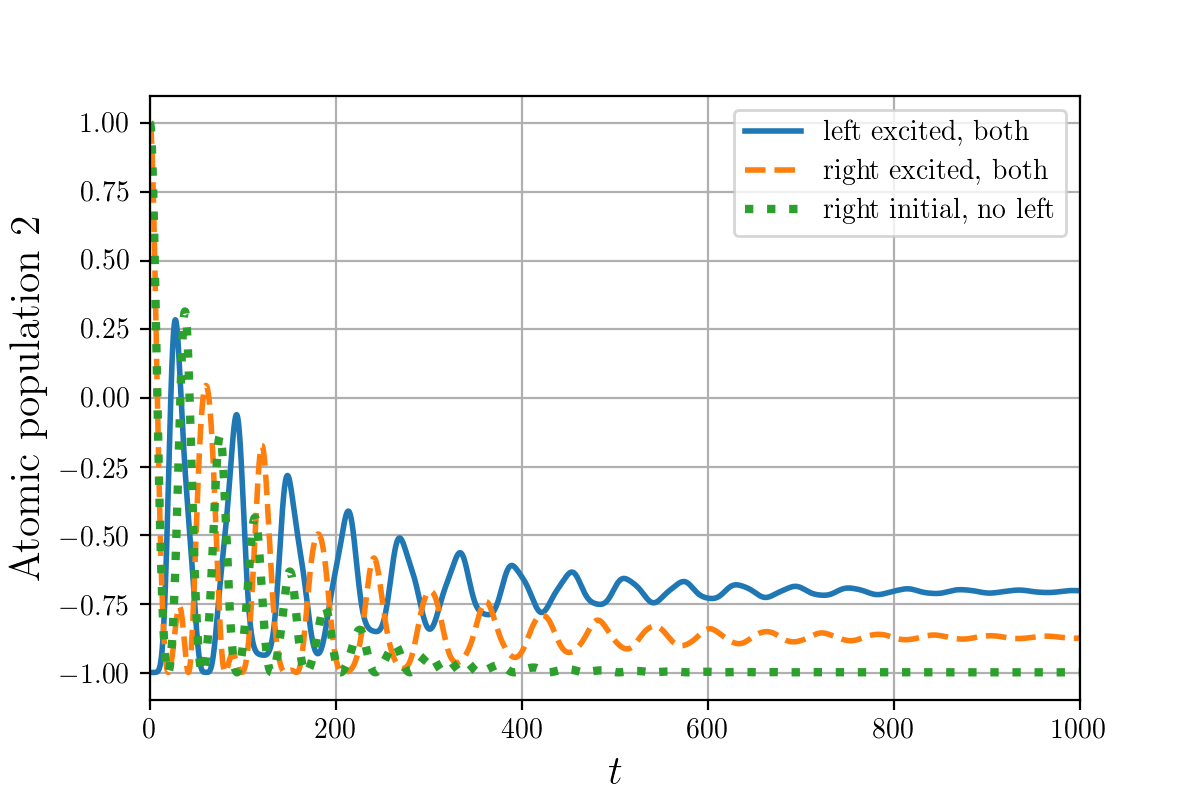 1.00
0.75
0.50
0.25
0.00
−0.25
−0.50
−0.75
−1.00
Atomic population 2
left excited, both
right excited, both
right initial, no left
0 200 400 600 800 1000
t